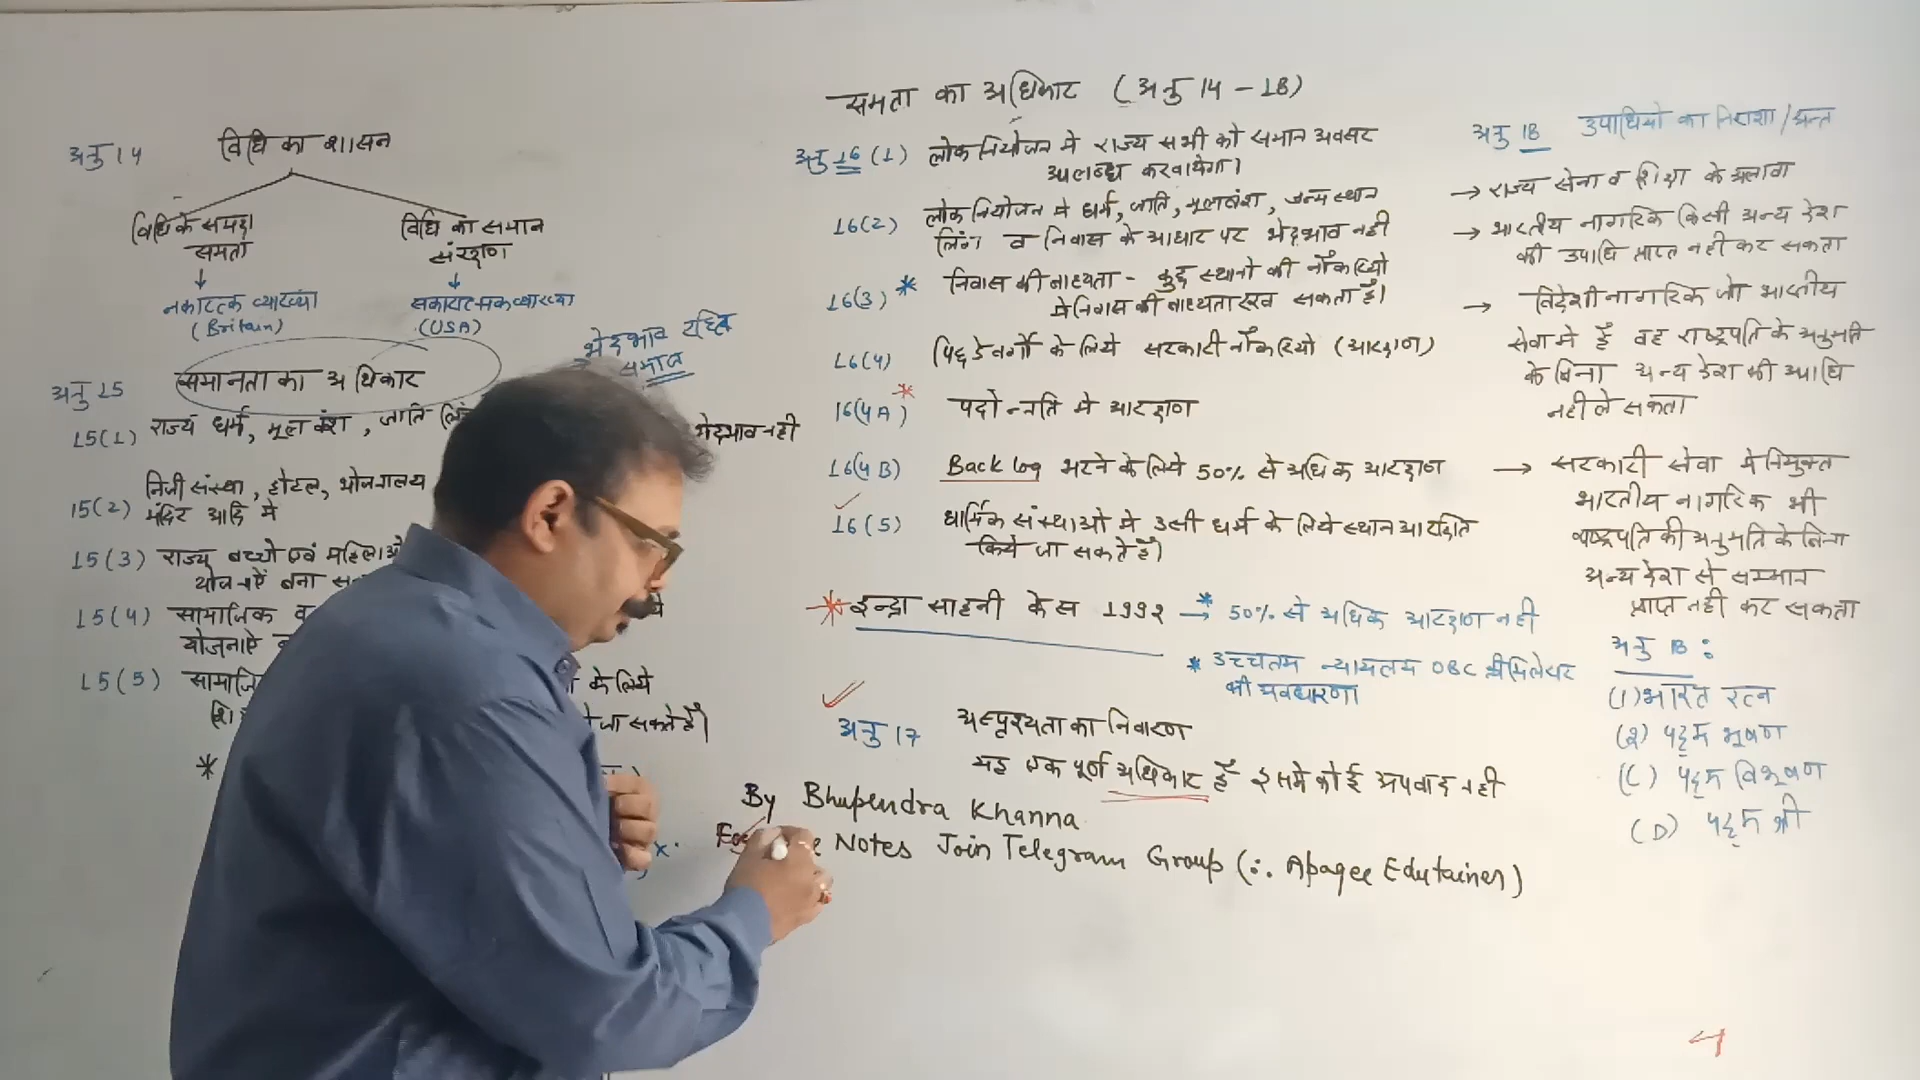 समता का अधिकार (अनु 14 - 18)
अनु 14 विधि का शासन
विधि के समक्ष समता
विधि का समान संरक्षण
नकारात्क व्याख्या
(Britain)
सकारात्मक व्याख्या
(USA)
भेदभाव रहित
समाज
अनु 15 समानता का अधिकार
15(1) राज्य धर्म, मूल वंश, जाति भेदभाव नही
15(2) निजी संस्था, होटल, भोजनालय
मंदिर आदि मे
15(3) राज्य बच्चो एवं महिलाओ
योजनाऐं बना
15(4) सामाजिक व
योजनाऐं
15(5) के लिये
जा सकते है।
*
x.
अनु 16 (1) लोक नियोजन मे राज्य सभी को समान अवसर
उपलब्ध करवायेगा।
16(2) लोक नियोजन मे धर्म, जाति, मूलवंश, जन्म स्थान
लिंग व निवास के आधार पर भेदभाव नही
16(3) * निवास की बाध्यता - कुछ स्थानो की नौकरियो
मे निवास की बाध्यता रख सकता है।
16(4) पिछडे वर्गो के लिये सरकारी नौकरियो (आरक्षण)
16(4A) * पदोन्नति मे आरक्षण
16(4B) Back log भरने के लिये 50% से अधिक आरक्षण
16(5) धार्मिक संस्थाओ मे उसी धर्म के लिये स्थान आरक्षित
किये जा सकते है।
* इन्द्रा साहनी केस 1992 → * 50% से अधिक आरक्षण नही
* उच्चतम न्यायलय OBC क्रीमिलेयर
की अवधारणा
अनु 17 अस्पृश्यता का निवारण
यह एक पूर्ण अधिकार है इसमे कोई अपवाद नही
By Bhupendra Khanna
Notes Join Telegram Group (∴ Apogee Edutainer)
अनु 18 उपाधियो का अन्त
→ राज्य सेना व शिक्षा के अलावा
→ भारतीय नागरिक किसी अन्य देश
की उपाधि प्राप्त नही कर सकता
→ विदेशी नागरिक जो भारतीय
सेवा मे है वह राष्ट्रपति के अनुमति
के बिना अन्य देश की उपाधि
नही ले सकता
→ सरकारी सेवा मे नियुक्त
भारतीय नागरिक भी
राष्ट्रपति की अनुमति के बिना
अन्य देश से सम्मान
प्राप्त नही कर सकता
अनु 18 :
(1) भारत रत्न
(2) पद्म भूषण
(C) पद्म विभूषण
(D) पद्म श्री